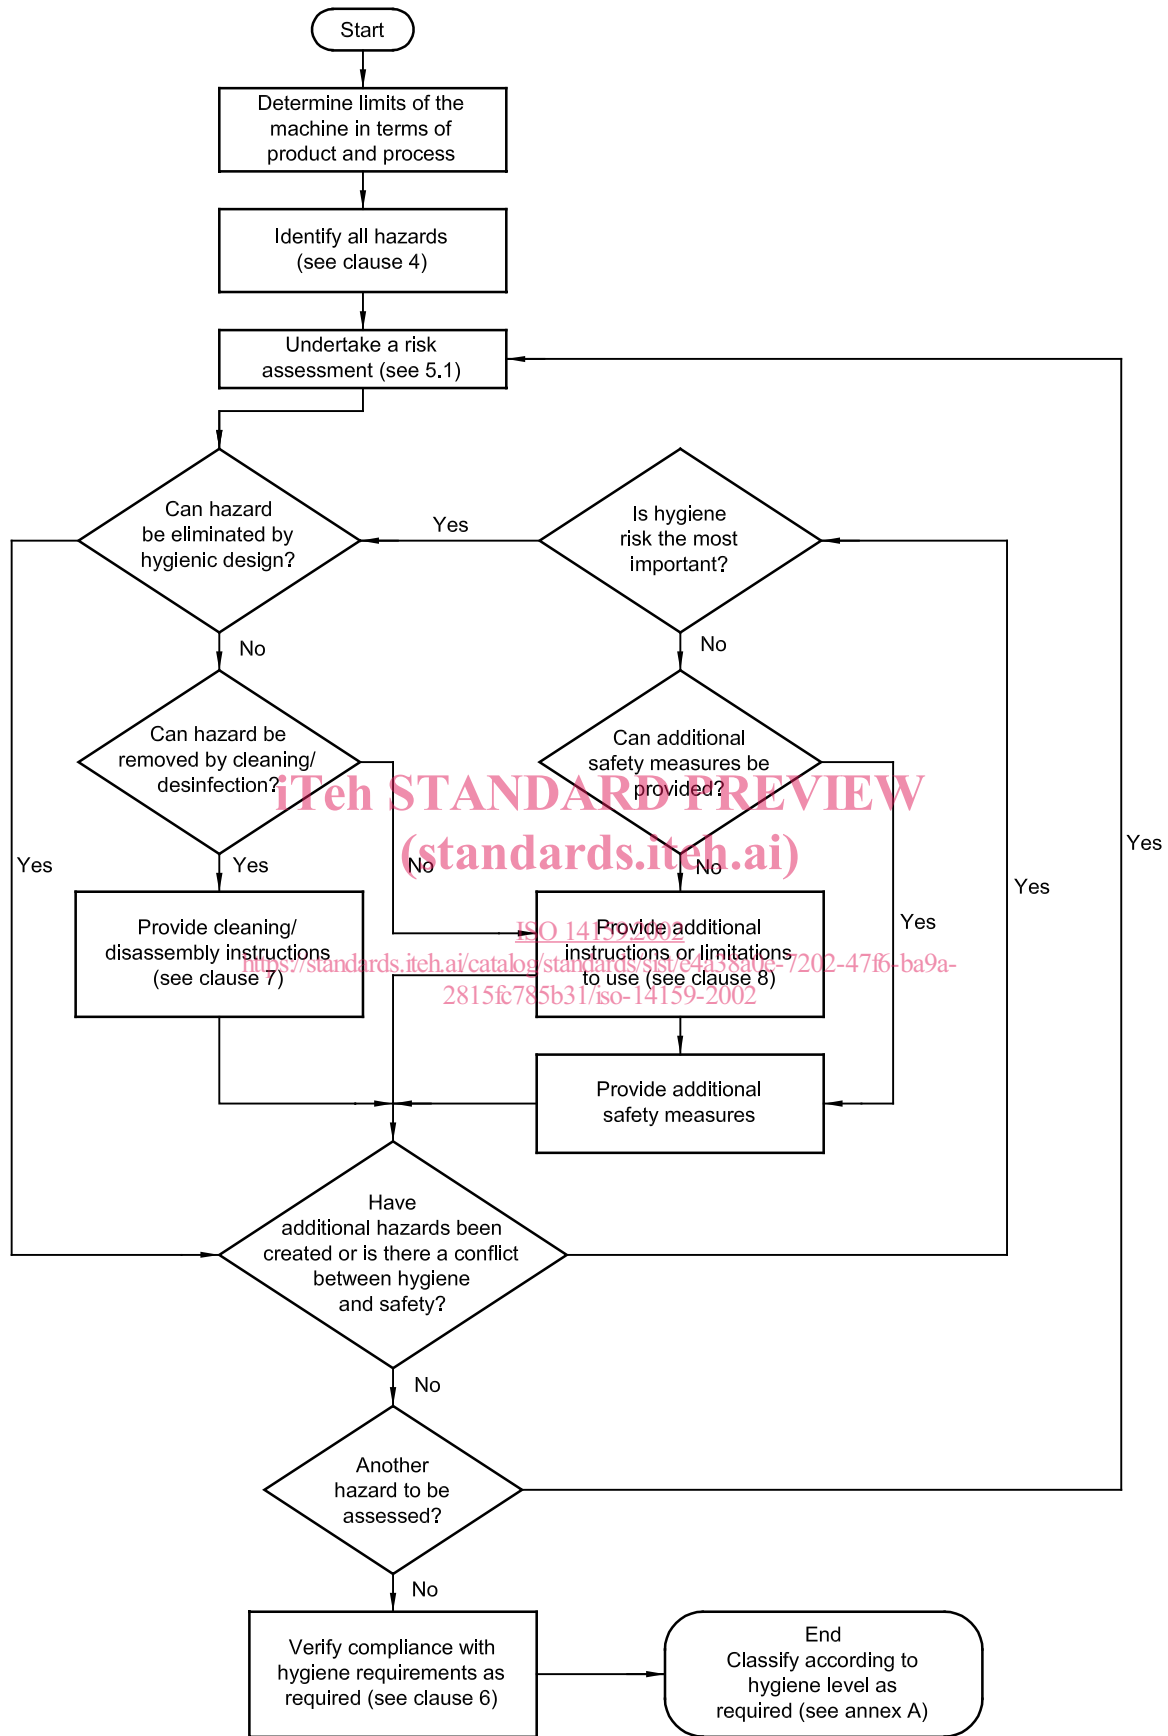 Start
Determine limits of the
machine in terms of
product and process
Identify all hazards
(see clause 4)
Undertake a risk
assessment (see 5.1)
Can hazard
be eliminated by
hygienic design?
Yes
Is hygiene
risk the most
important?
No
No
Can hazard be
removed by cleaning/
desinfection?
Can additional
safety measures be
provided?
iTeh STANDARD PREVIEW
(standards.iteh.ai)
Yes
Yes
No
No
Yes
Yes
Yes
Provide cleaning/
disassembly instructions
(see clause 7)
Provide additional
instructions or limitations
to use (see clause 8)
ISO 14159:2002
https://standards.iteh.ai/catalog/standards/sist/e4a38a0e-7202-47f6-ba9a-
2815fc785b31/iso-14159-2002
Provide additional
safety measures
Have
additional hazards been
created or is there a conflict
between hygiene
and safety?
No
Another
hazard to be
assessed?
No
Verify compliance with
hygiene requirements as
required (see clause 6)
End
Classify according to
hygiene level as
required (see annex A)